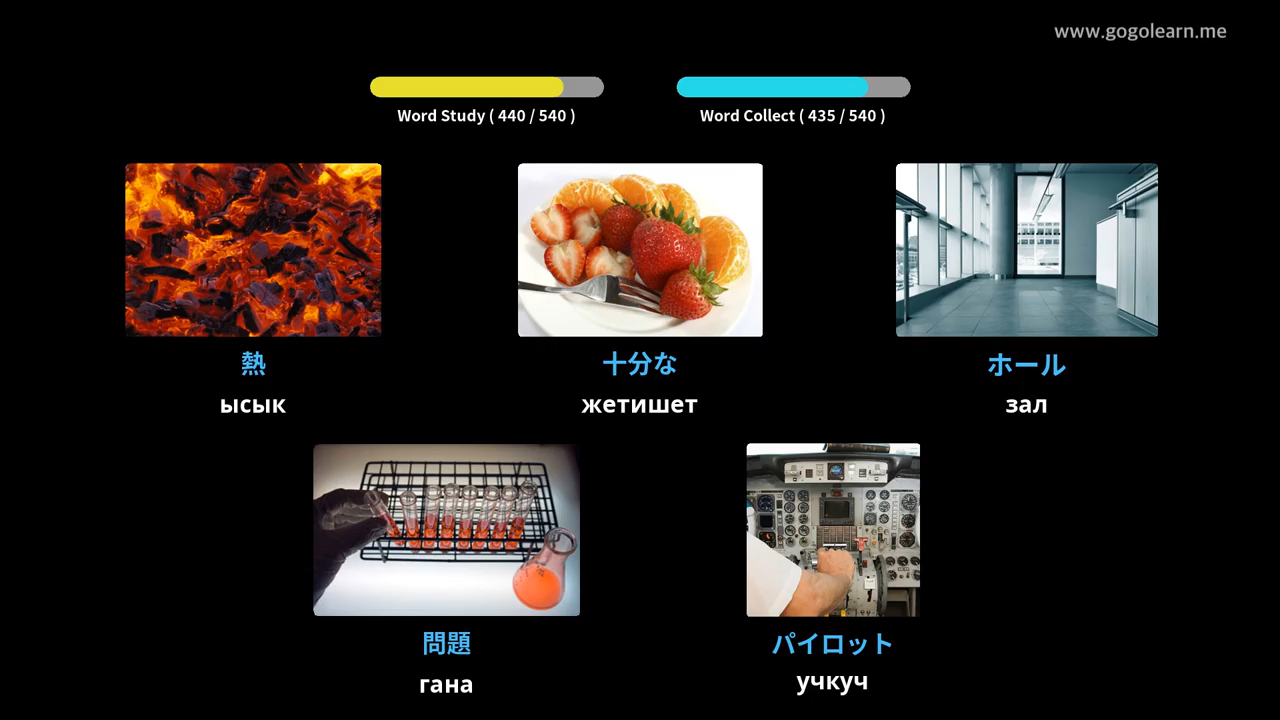 www.gogolearn.me
Word Study ( 440 / 540 )
Word Collect ( 435 / 540 )
熱
ысык
十分な
жетишет
ホール
зал
問題
гана
パイロット
учкуч